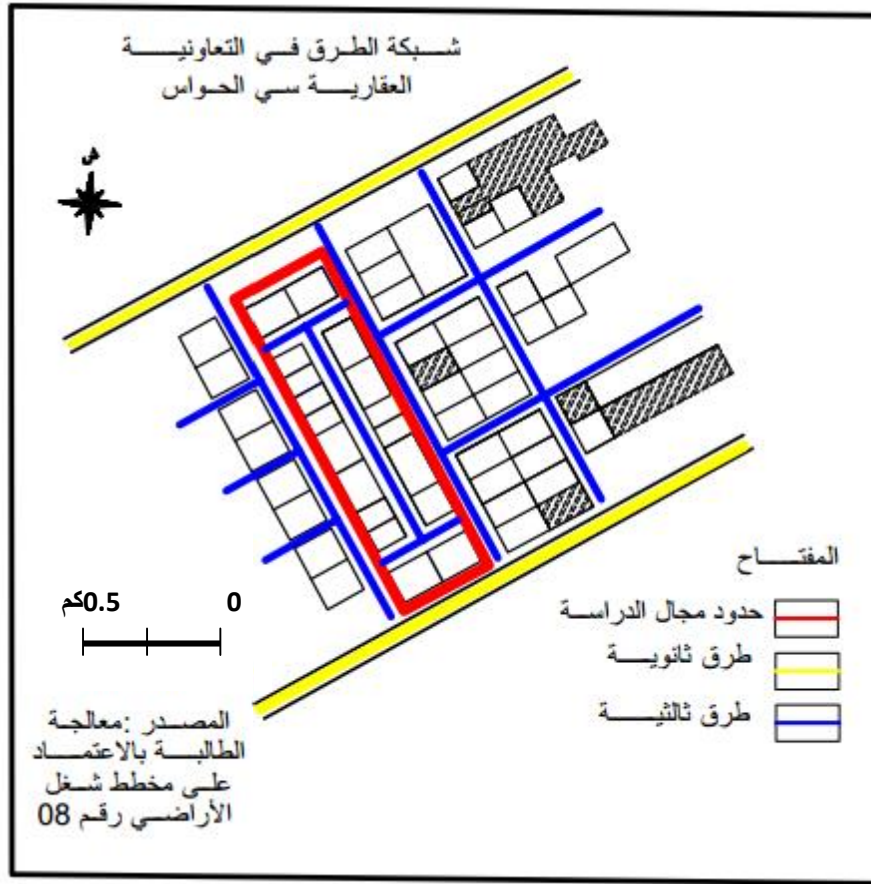 شبكة الطرق في التعاونية
العقارية سي الحواس
ش
0.5كم
0
المفتاح
حدود مجال الدراسة
طرق ثانوية
طرق ثالثية
المصدر :معالجة
الطالبة بالاعتماد
على مخطط شغل
الأراضي رقم 08